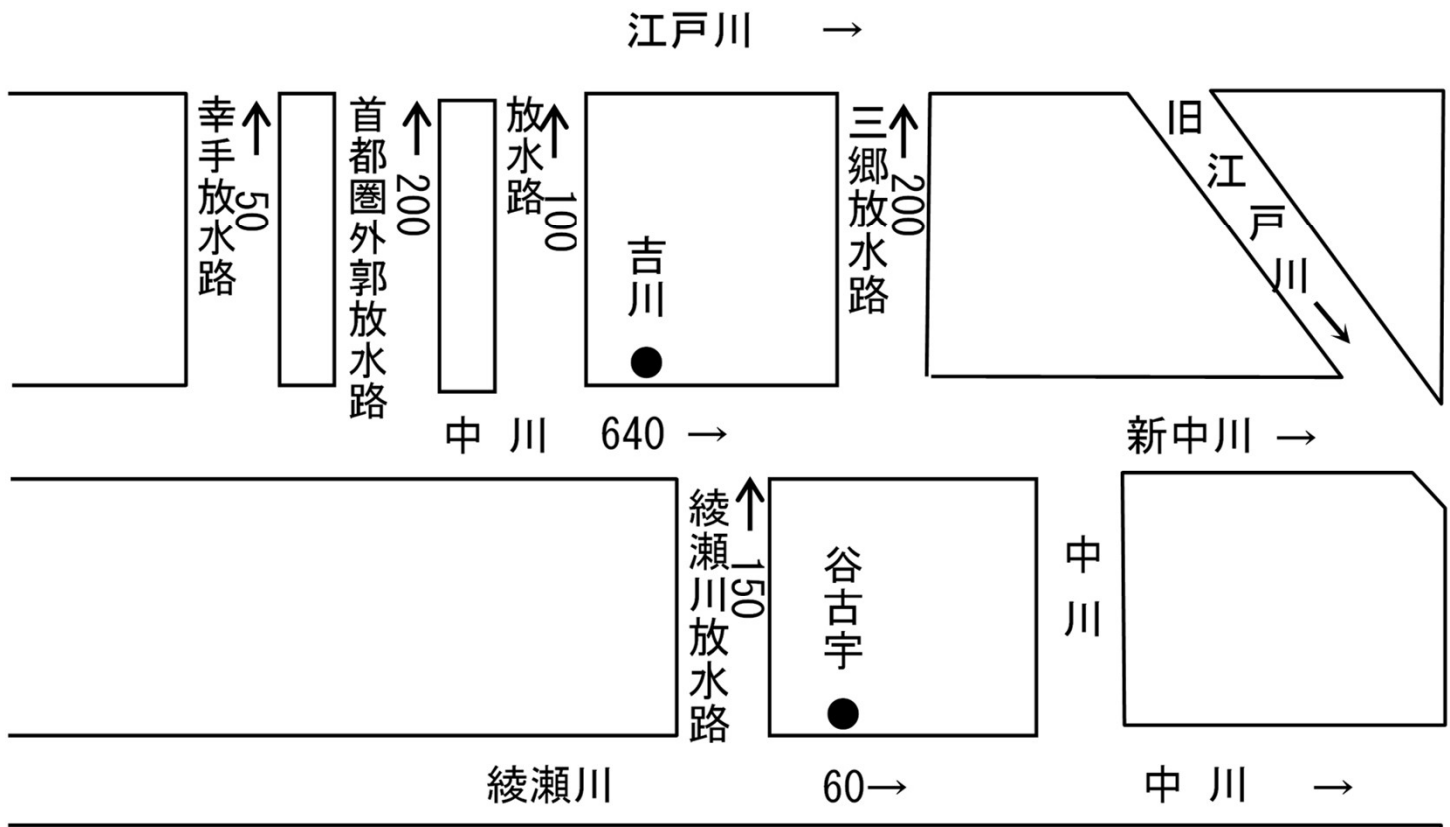 江戸川 →
幸手放水路
50
首都圏外郭放水路
200
放水路
100
吉川
三郷放水路
200
旧江戸川
中川 640 →
新中川 →
綾瀬川放水路
150
谷古宇
中川
綾瀬川 60→
中川 →